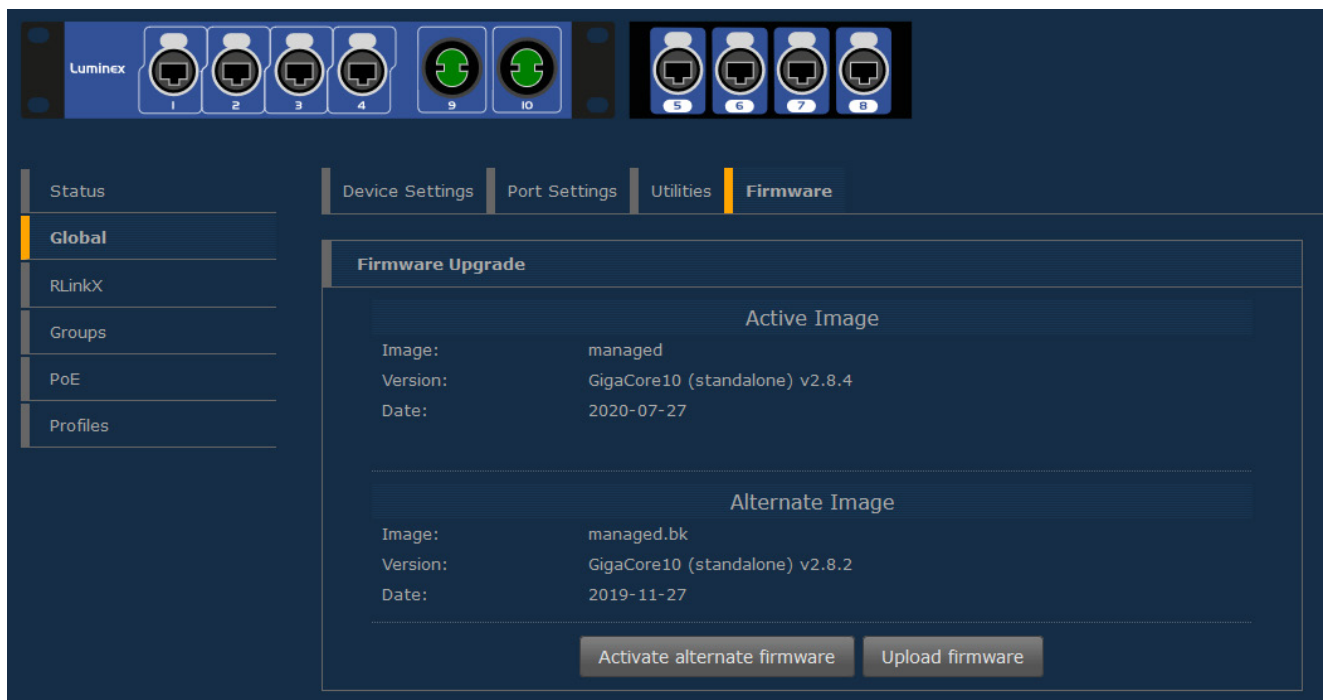 Luminex
1 2 3 4 9 10 5 6 7 8
Status
Global
RLinkX
Groups
PoE
Profiles
Device Settings Port Settings Utilities Firmware
Firmware Upgrade
Active Image
Image: managed
Version: GigaCore10 (standalone) v2.8.4
Date: 2020-07-27
Alternate Image
Image: managed.bk
Version: GigaCore10 (standalone) v2.8.2
Date: 2019-11-27
Activate alternate firmware Upload firmware